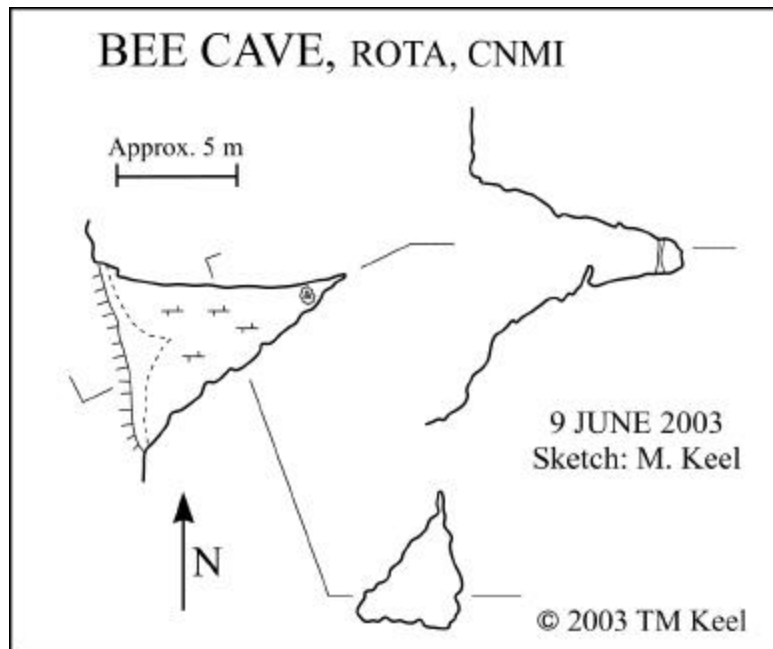 BEE CAVE, ROTA, CNMI
Approx. 5 m
9 JUNE 2003
Sketch: M. Keel
N
© 2003 TM Keel